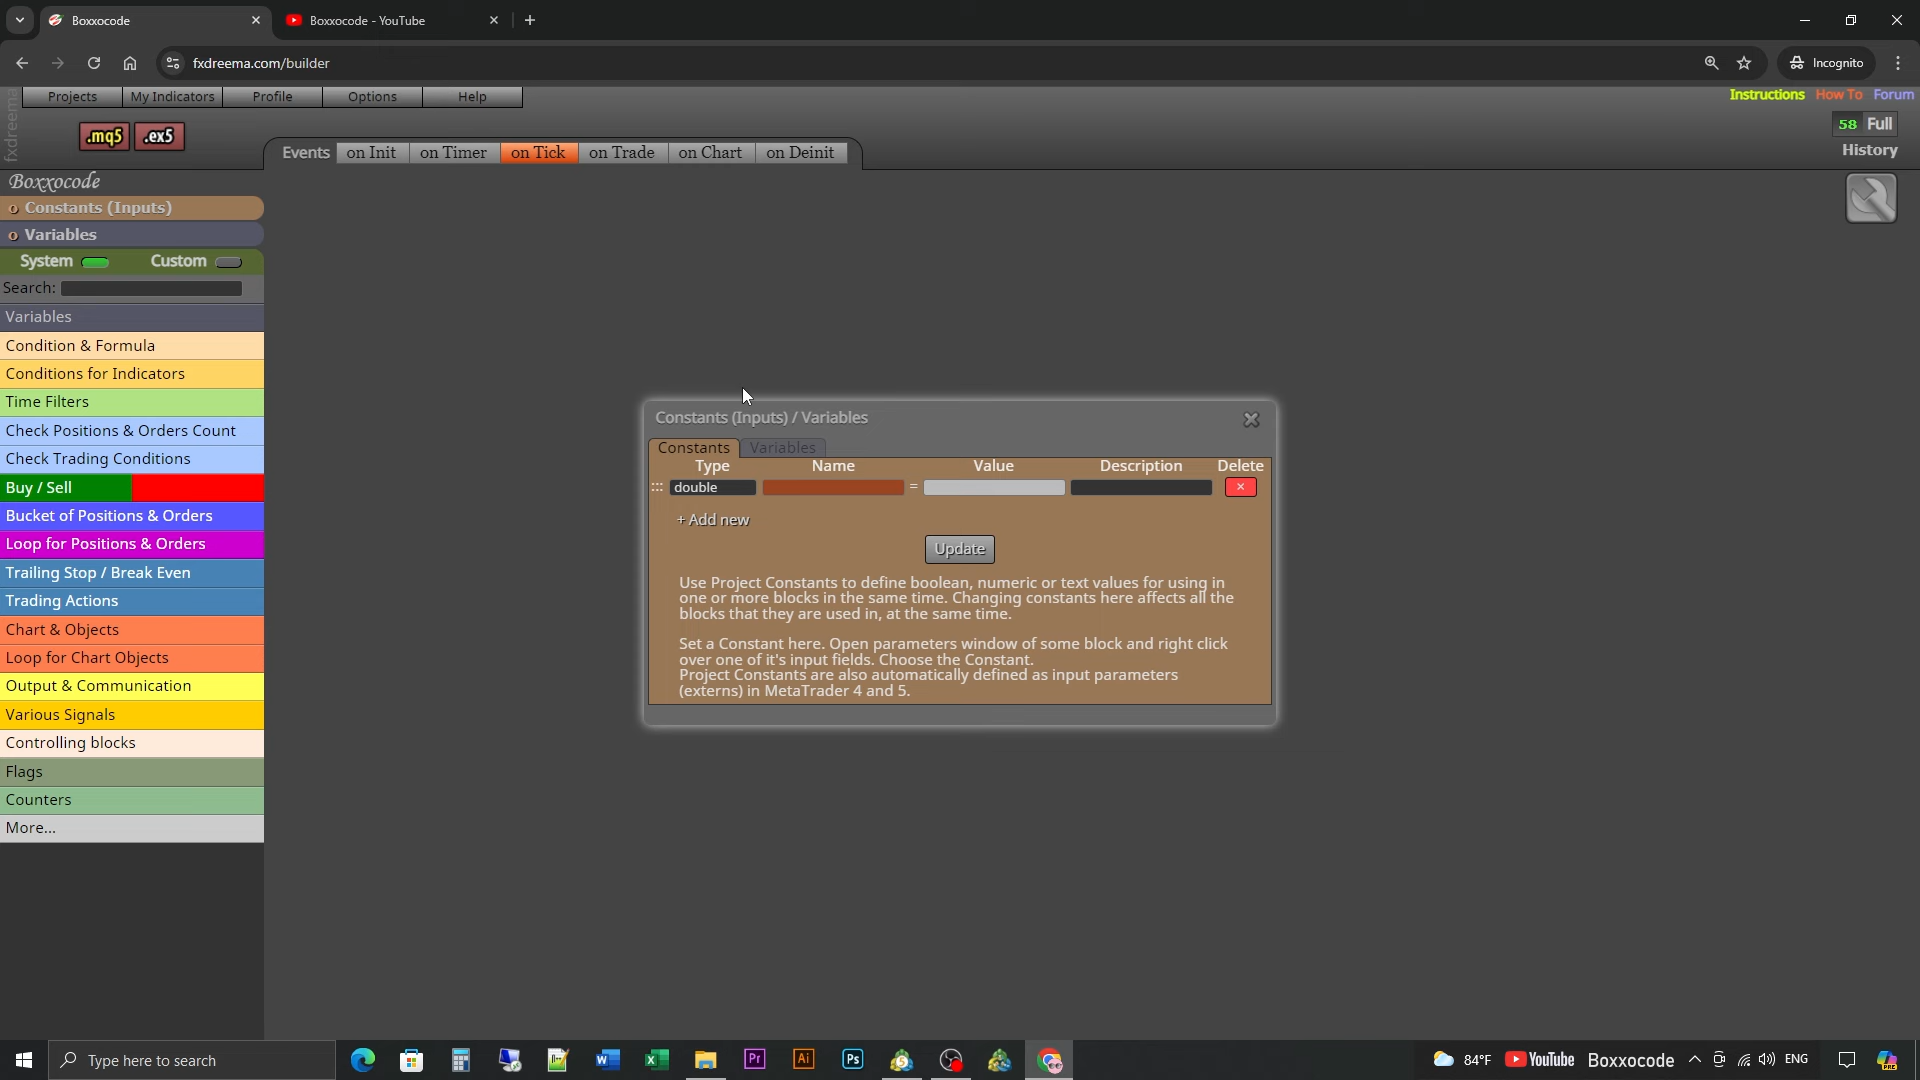 Boxxocode
Boxxocode - YouTube
fxdreema.com/builder
Incognito
Projects
My Indicators
Profile
Options
Help
Instructions
How To
Forum
fxdreema
.mq5
.ex5
Events
on Init
on Timer
on Tick
on Trade
on Chart
on Deinit
58 Full
History
Boxxocode
Constants (Inputs)
Variables
System
Custom
Search:
Variables
Condition & Formula
Conditions for Indicators
Time Filters
Check Positions & Orders Count
Check Trading Conditions
Buy / Sell
Bucket of Positions & Orders
Loop for Positions & Orders
Trailing Stop / Break Even
Trading Actions
Chart & Objects
Loop for Chart Objects
Output & Communication
Various Signals
Controlling blocks
Flags
Counters
More...
Constants (Inputs) / Variables
Constants
Variables
Type
Name
Value
Description
Delete
double
=
+ Add new
Update
Use Project Constants to define boolean, numeric or text values for using in
one or more blocks in the same time. Changing constants here affects all the
blocks that they are used in, at the same time.
Set a Constant here. Open parameters window of some block and right click
over one of it's input fields. Choose the Constant.
Project Constants are also automatically defined as input parameters
(externs) in MetaTrader 4 and 5.
Type here to search
Pr
Ai
Ps
84°F
YouTube
Boxxocode
ENG